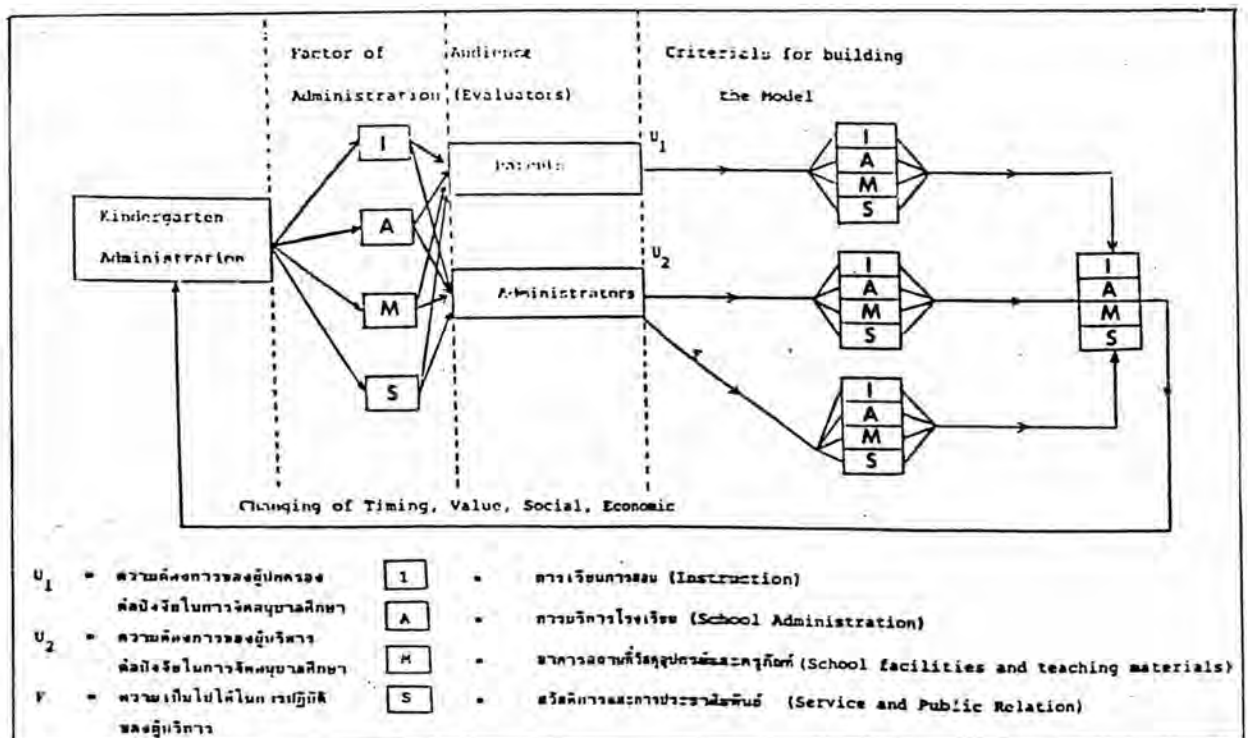 Factor of
Administration
Audience
(Evaluators)
Criterials for building
the Model
Kindergarten
Administration
I
A
M
S
Parents
Administrators
U1
U2
F
I
A
M
S
I
A
M
S
I
A
M
S
I
A
M
S
Changing of Timing, Value, Social, Economic
U1 = ความต้องการของผู้ปกครอง
ต่อปัจจัยในการจัดอนุบาลศึกษา
U2 = ความต้องการของผู้บริหาร
ต่อปัจจัยในการจัดอนุบาลศึกษา
F = ความเป็นไปได้ในการปฏิบัติ
ของผู้บริหาร
I = การเรียนการสอน (Instruction)
A = การบริหารโรงเรียน (School Administration)
M = อาคารสถานที่วัสดุอุปกรณ์และครุภัณฑ์ (School facilities and teaching materials)
S = สวัสดิการและการประชาสัมพันธ์ (Service and Public Relation)